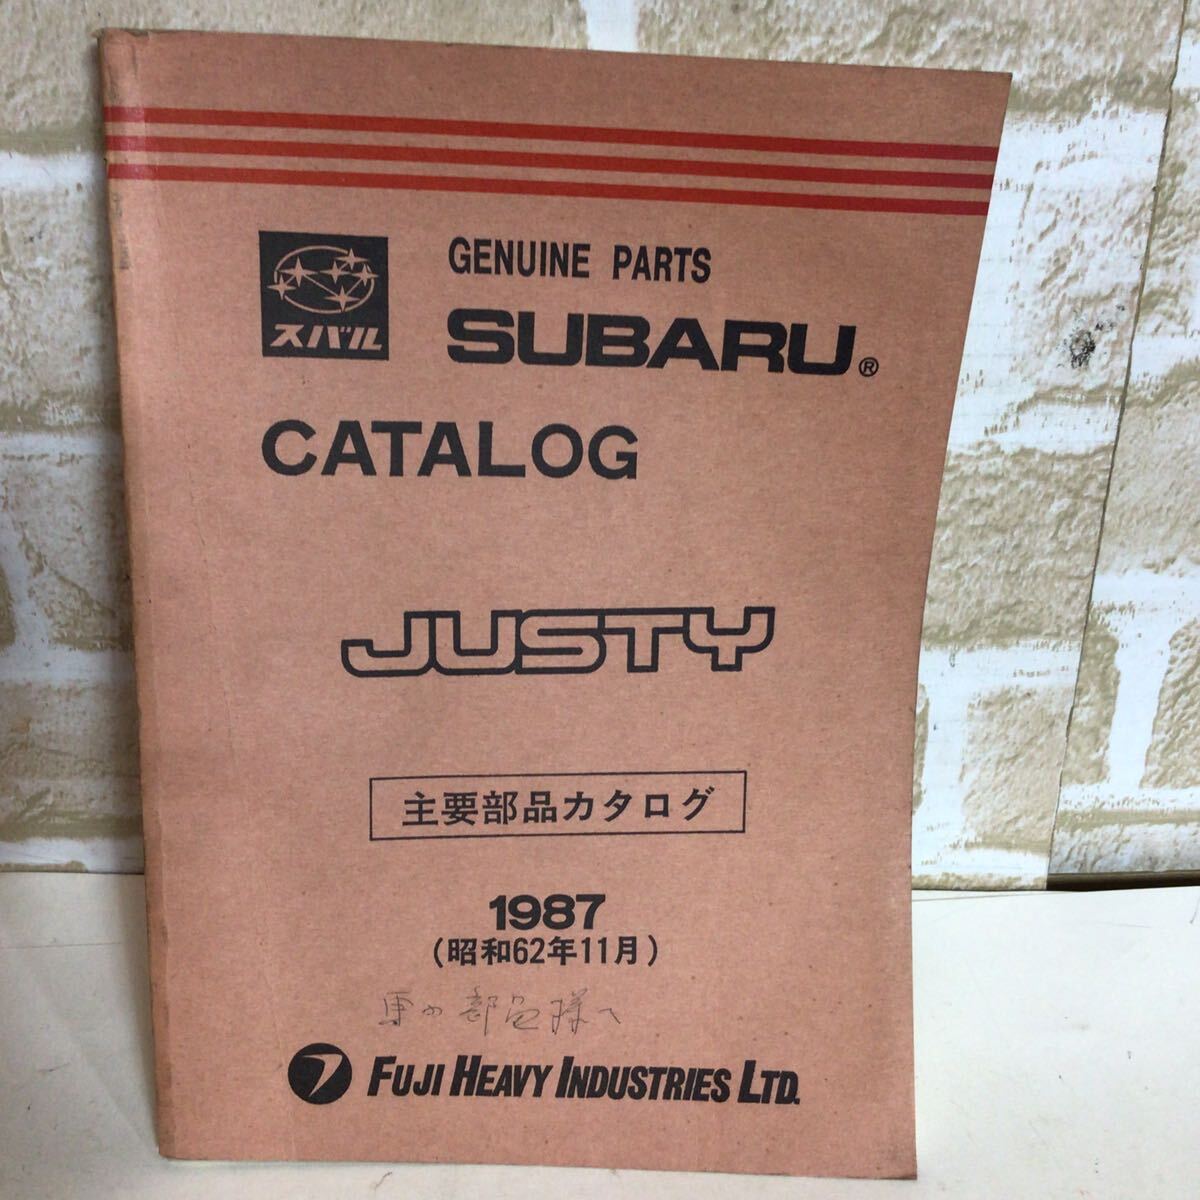 GENUINE PARTS
スバル
SUBARU®
CATALOG
JUSTY
主要部品カタログ
1987
(昭和62年11月)
部品様へ
FUJI HEAVY INDUSTRIES LTD.